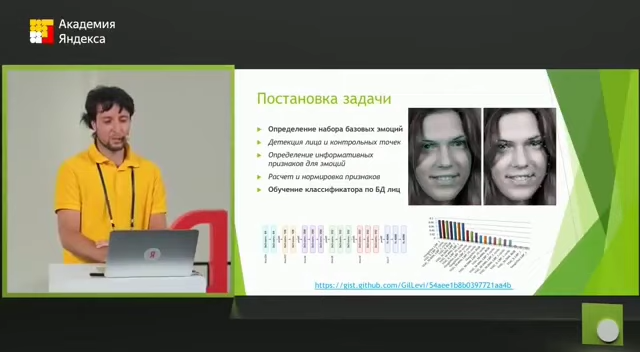 Академия
Яндекса
Постановка задачи
Определение набора базовых эмоций
Детекция лица и контрольных точек
Определение информативных
признаков для эмоций
Расчет и нормировка признаков
Обучение классификатора по БД лиц
https://gist.github.com/GilLevi/54aee1b8b0397721aa4b
Я